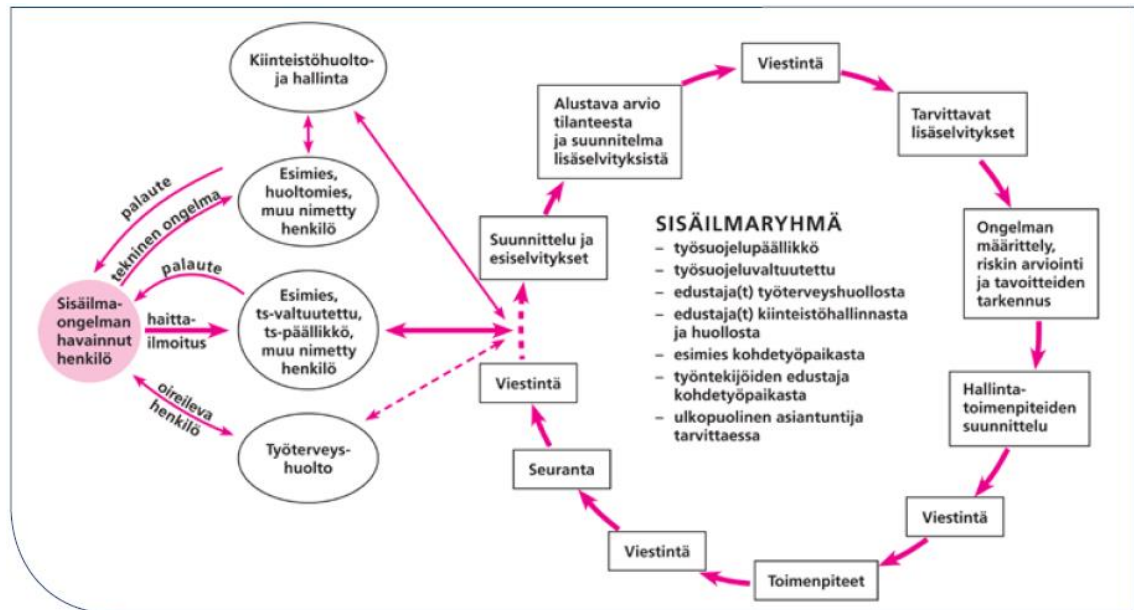 Kiinteistöhuolto-
ja hallinta
Esimies,
huoltomies,
muu nimetty
henkilö
palaute
tekninen ongelma
palaute
Sisäilma-
ongelman
havainnut
henkilö
haitta-
ilmoitus
Esimies,
ts-valtuutettu,
ts-päällikkö,
muu nimetty
henkilö
oireileva
henkilö
Työterveys-
huolto
Suunnittelu ja
esiselvitykset
Alustava arvio
tilanteesta
ja suunnitelma
lisäselvityksistä
Viestintä
Tarvittavat
lisäselvitykset
Ongelman
määrittely,
riskin arviointi
ja tavoitteiden
tarkennus
Hallinta-
toimenpiteiden
suunnittelu
Viestintä
Toimenpiteet
Viestintä
Seuranta
Viestintä
SISÄILMARYHMÄ
– työsuojelupäällikkö
– työsuojeluvaltuutettu
– edustaja(t) työterveyshuollosta
– edustaja(t) kiinteistöhallinnasta
ja huollosta
– esimies kohdetyöpaikasta
– työntekijöiden edustaja
kohdetyöpaikasta
– ulkopuolinen asiantuntija
tarvittaessa